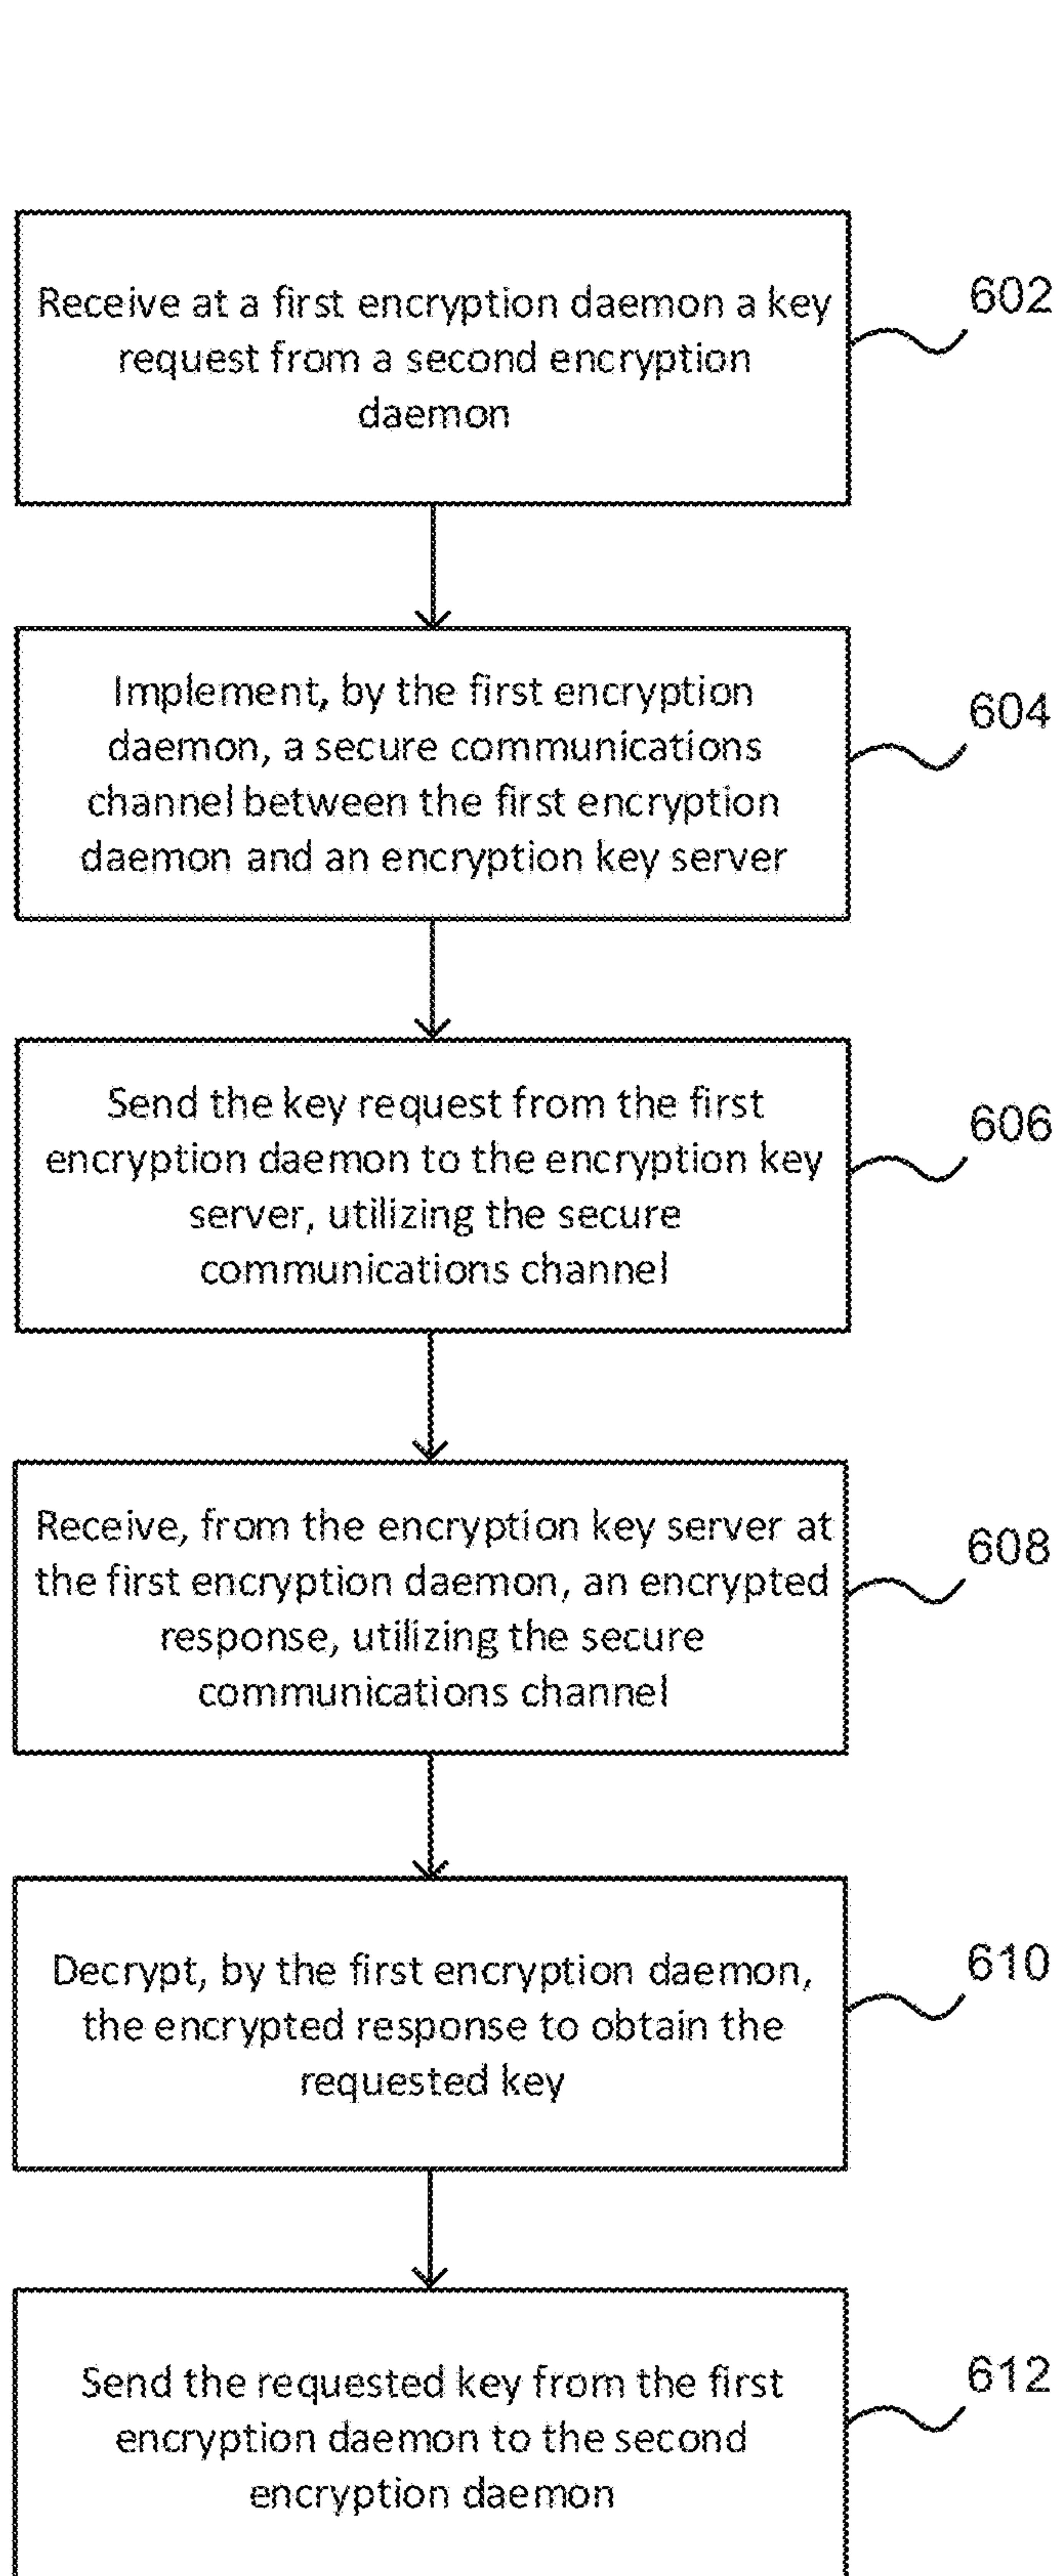 Receive at a first encryption daemon a key
request from a second encryption
daemon
602
Implement, by the first encryption
daemon, a secure communications
channel between the first encryption
daemon and an encryption key server
604
Send the key request from the first
encryption daemon to the encryption key
server, utilizing the secure
communications channel
606
Receive, from the encryption key server at
the first encryption daemon, an encrypted
response, utilizing the secure
communications channel
608
Decrypt, by the first encryption daemon,
the encrypted response to obtain the
requested key
610
Send the requested key from the first
encryption daemon to the second
encryption daemon
612